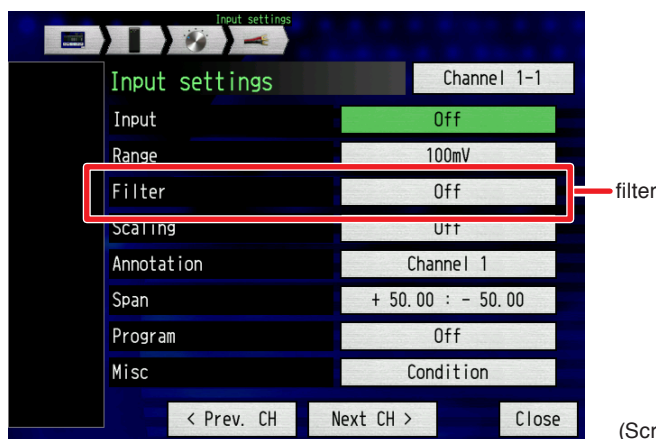 Input settings
Input settings Channel 1-1
Input Off
Range 100mV
Filter Off
filter
Scaling Off
Annotation Channel 1
Span + 50.00 : - 50.00
Program Off
Misc Condition
< Prev. CH Next CH > Close
(Scr